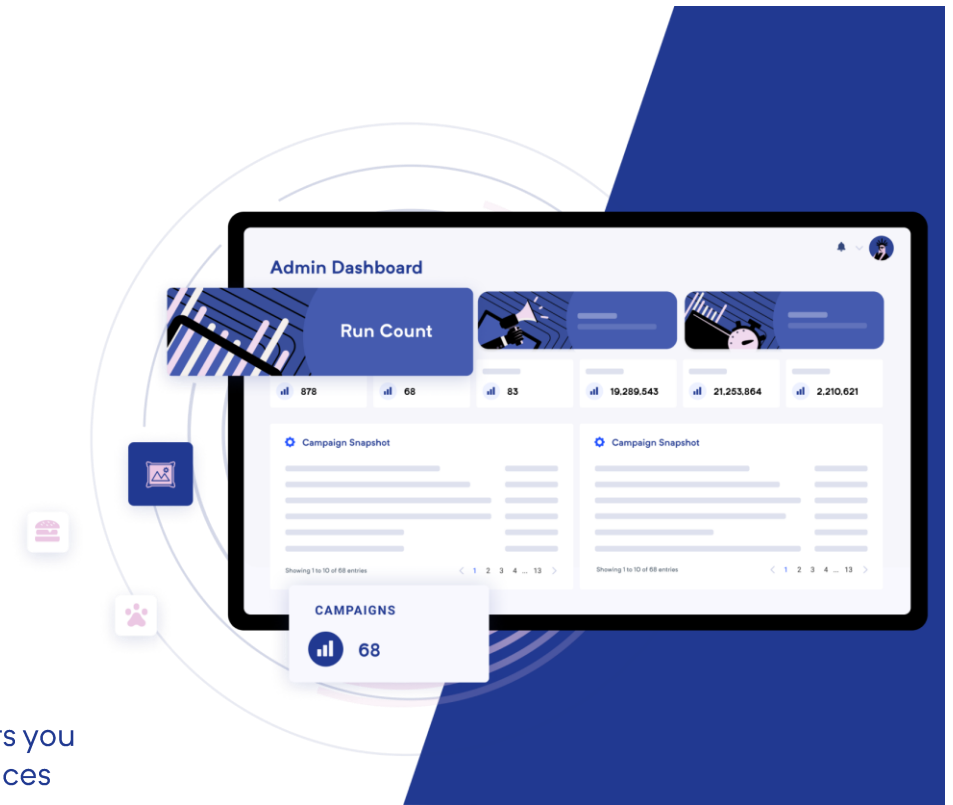 Admin Dashboard
Run Count
878 68 83 19,289,543 21,253,864 2,210,621
Campaign Snapshot
Showing 1 to 10 of 68 entries < 1 2 3 4 ... 13 >
Campaign Snapshot
Showing 1 to 10 of 68 entries < 1 2 3 4 ... 13 >
CAMPAIGNS
68
you